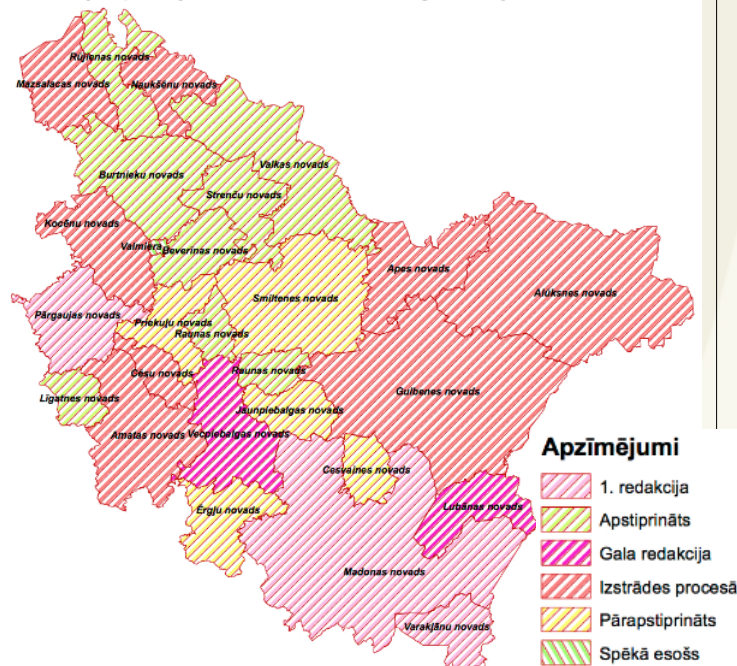 Rūjienas novads
Mazsalacas novads
Naukšēnu novads
Valkas novads
Burtnieku novads
Strenču novads
Kocēnu novads
Valmiera
Beverīnas novads
Apes novads
Alūksnes novads
Smiltenes novads
Pārgaujas novads
Priekuļu novads
Raunas novads
Raunas novads
Cēsu novads
Gulbenes novads
Līgatnes novads
Jaunpiebalgas novads
Amatas novads
Vecpiebalgas novads
Cesvaines novads
Ērgļu novads
Lubānas novads
Madonas novads
Varakļānu novads
Apzīmējumi
1. redakcija
Apstiprināts
Gala redakcija
Izstrādes procesā
Pārapstiprināts
Spēkā esošs